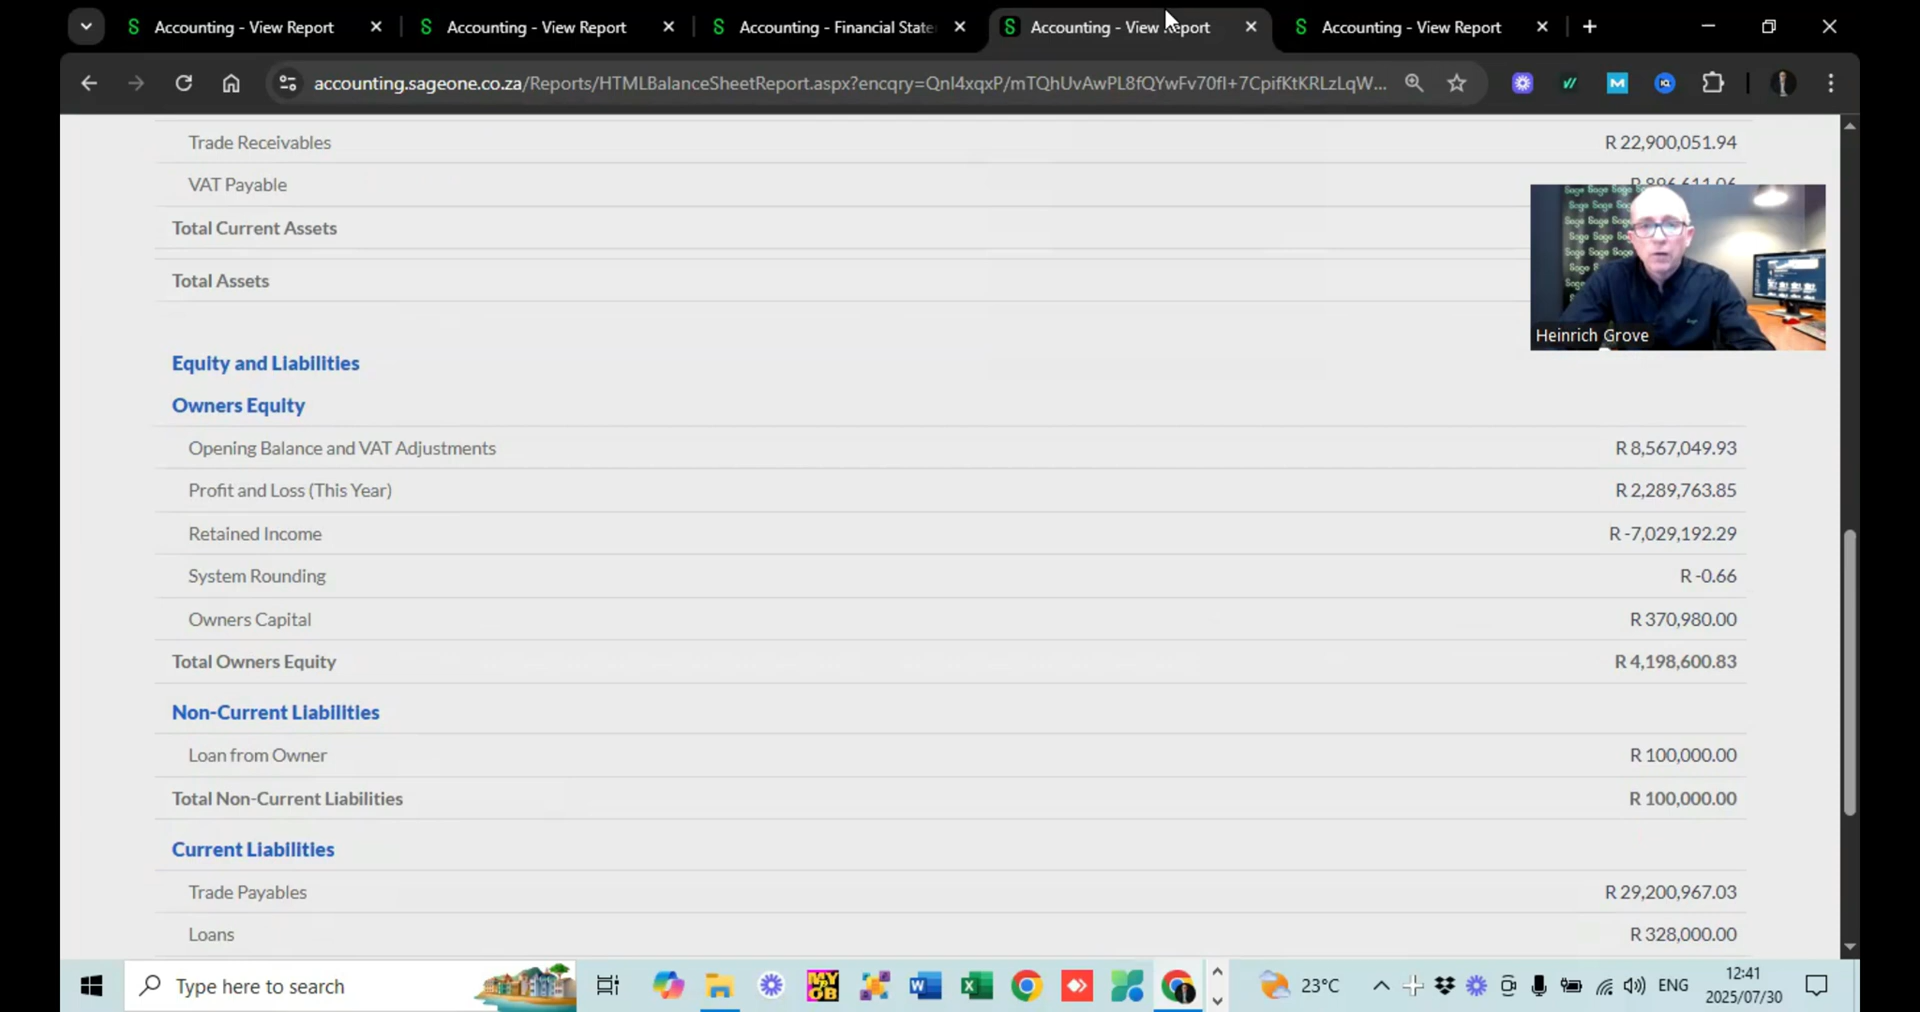 Accounting - View Report
Accounting - View Report
Accounting - Financial State
Accounting - View Report
Accounting - View Report
accounting.sageone.co.za/Reports/HTMLBalanceSheetReport.aspx?encqry=QnI4xqxP/mTQhUvAwPL8fQYwFv70fI+7CpifKtKRLzLqW...
Trade Receivables R 22,900,051.94
VAT Payable R 896,611.06
Total Current Assets
Total Assets
Heinrich Grove
Equity and Liabilities
Owners Equity
Opening Balance and VAT Adjustments R 8,567,049.93
Profit and Loss (This Year) R 2,289,763.85
Retained Income R -7,029,192.29
System Rounding R -0.66
Owners Capital R 370,980.00
Total Owners Equity R 4,198,600.83
Non-Current Liabilities
Loan from Owner R 100,000.00
Total Non-Current Liabilities R 100,000.00
Current Liabilities
Trade Payables R 29,200,967.03
Loans R 328,000.00
Type here to search
MY
OB
23°C
ENG
12:41
2025/07/30